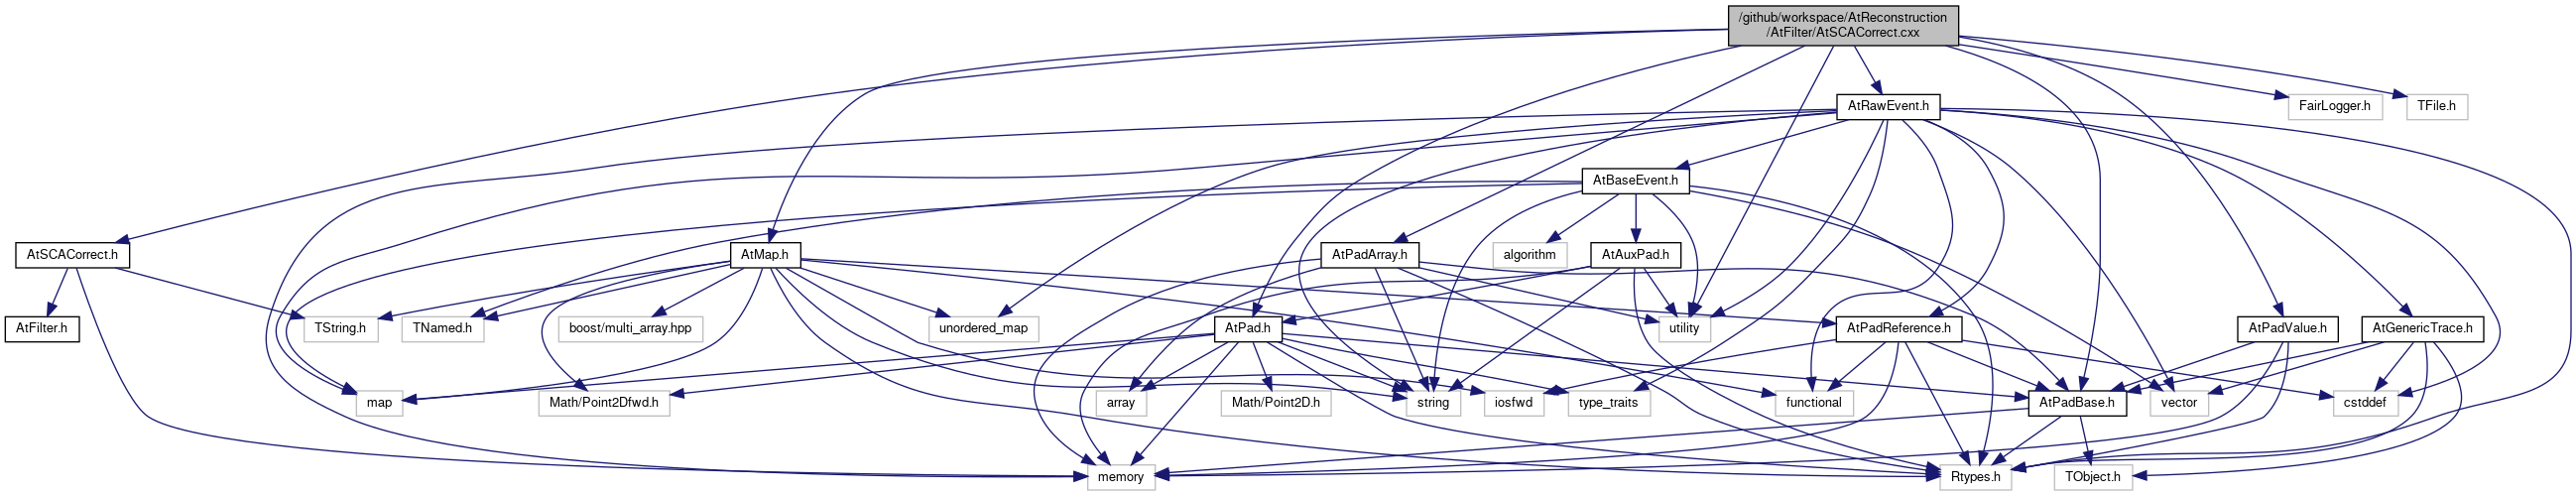 /github/workspace/AtReconstruction
/AtFilter/AtSCACorrect.cxx
AtRawEvent.h
FairLogger.h
TFile.h
AtBaseEvent.h
AtSCACorrect.h
AtMap.h
AtPadArray.h
algorithm
AtAuxPad.h
AtFilter.h
TString.h
TNamed.h
boost/multi_array.hpp
unordered_map
AtPad.h
utility
AtPadReference.h
AtPadValue.h
AtGenericTrace.h
map
Math/Point2Dfwd.h
array
Math/Point2D.h
string
iosfwd
type_traits
functional
AtPadBase.h
vector
cstddef
memory
Rtypes.h
TObject.h